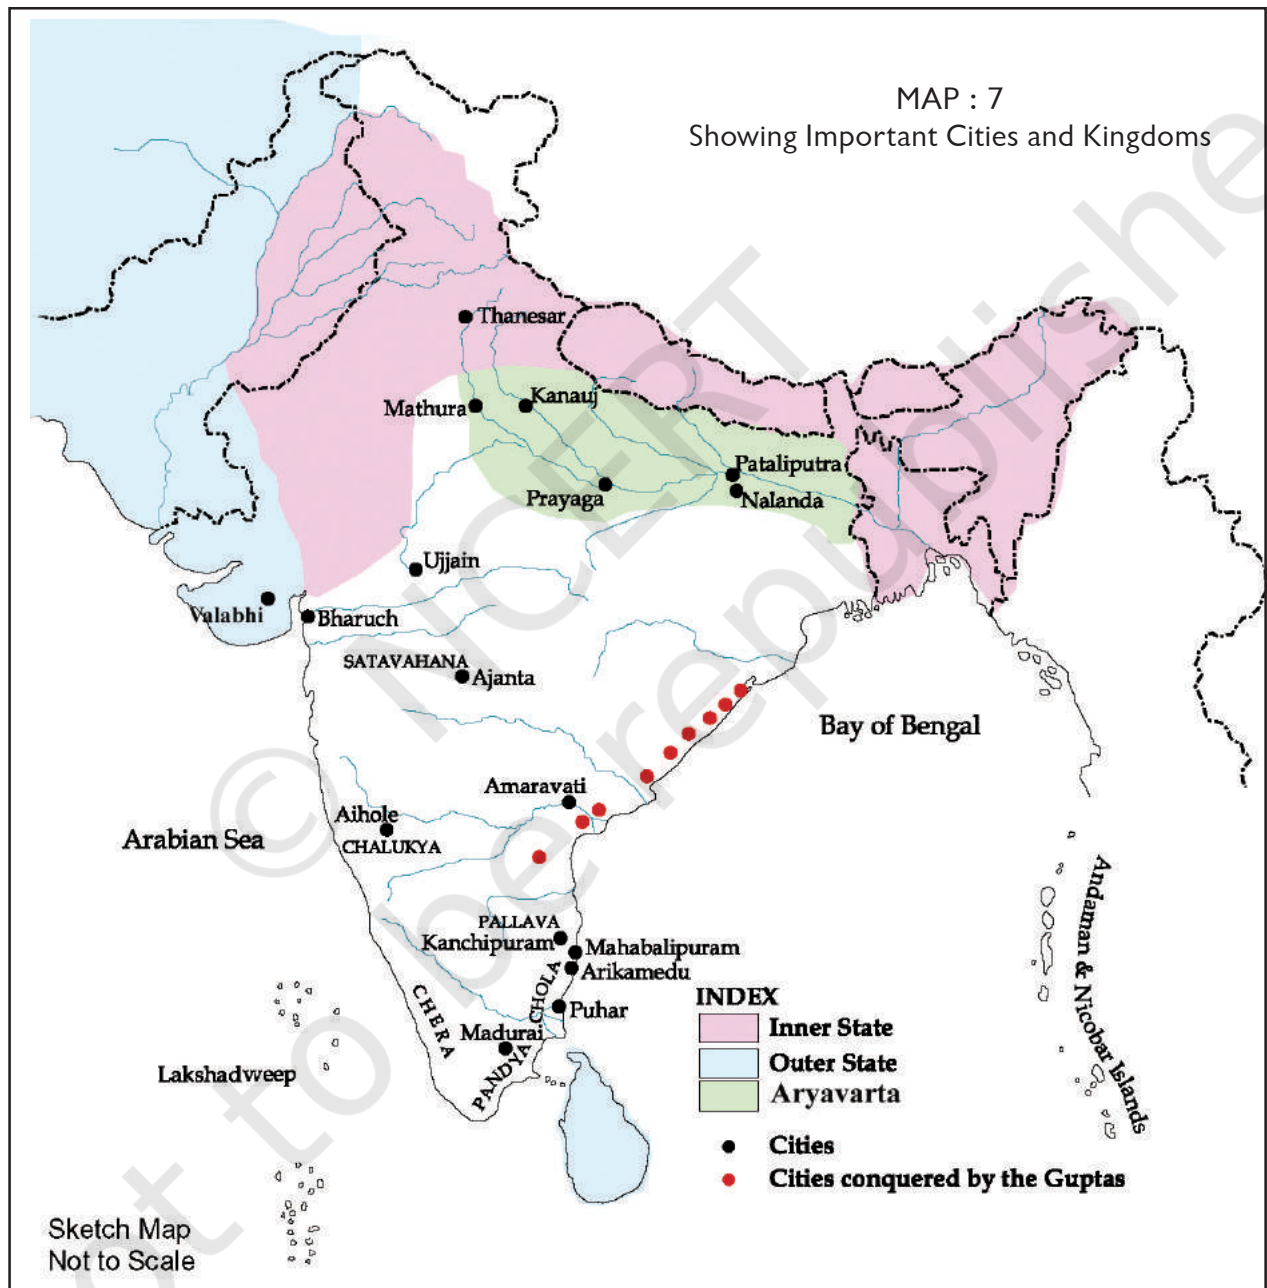 MAP : 7
Showing Important Cities and Kingdoms
Thanesar
Mathura
Kanauj
Pataliputra
Prayaga
Nalanda
Ujjain
Valabhi
Bharuch
SATAVAHANA
Ajanta
Bay of Bengal
Amaravati
Aihole
CHALUKYA
Arabian Sea
PALLAVA
Kanchipuram
Mahabalipuram
Arikamedu
CHOLA
Puhar
CHERA
Madurai
PANDYA
Lakshadweep
Andaman & Nicobar Islands
INDEX
Inner State
Outer State
Aryavarta
Cities
Cities conquered by the Guptas
Sketch Map
Not to Scale
© NCERT
not to be republishe